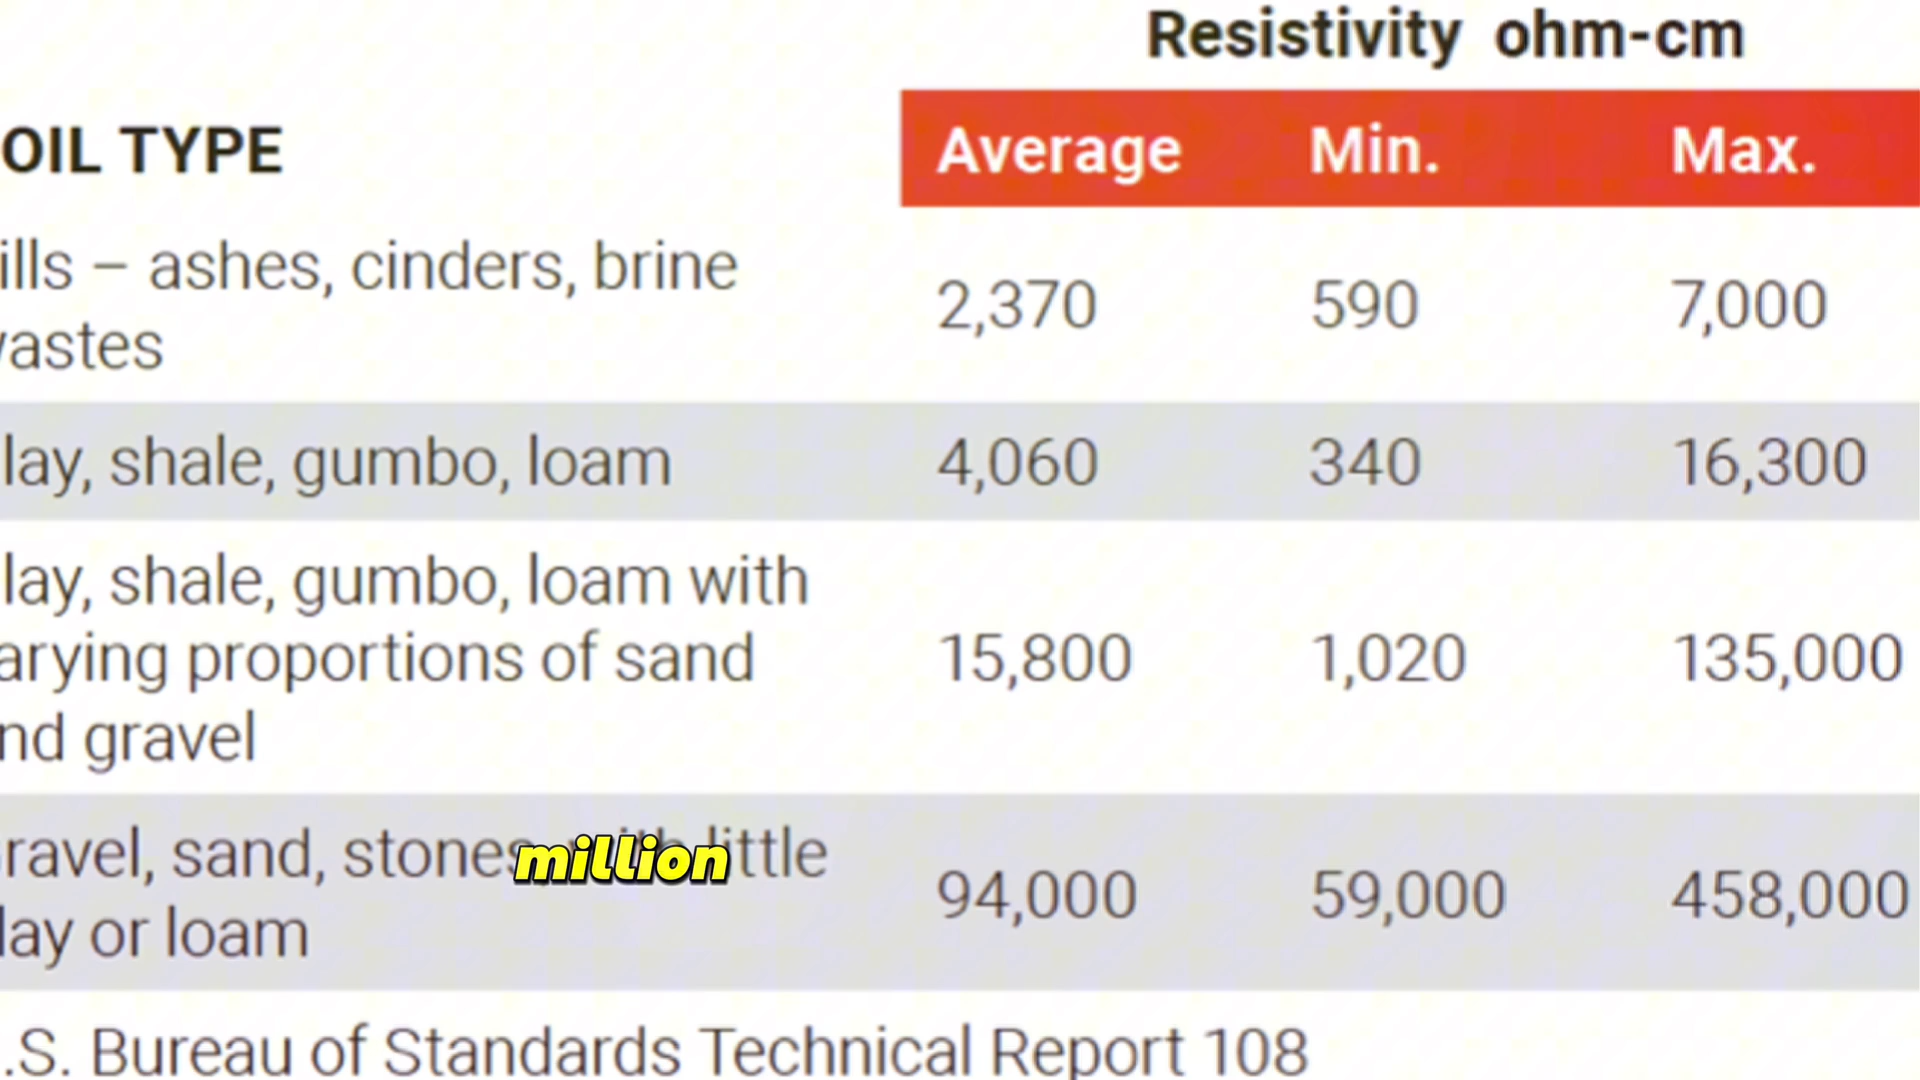 Resistivity ohm-cm
OIL TYPE Average Min. Max.
ills – ashes, cinders, brine
astes 2,370 590 7,000
lay, shale, gumbo, loam 4,060 340 16,300
lay, shale, gumbo, loam with
arying proportions of sand 15,800 1,020 135,000
nd gravel
ravel, sand, stones little
million
lay or loam 94,000 59,000 458,000
.S. Bureau of Standards Technical Report 108